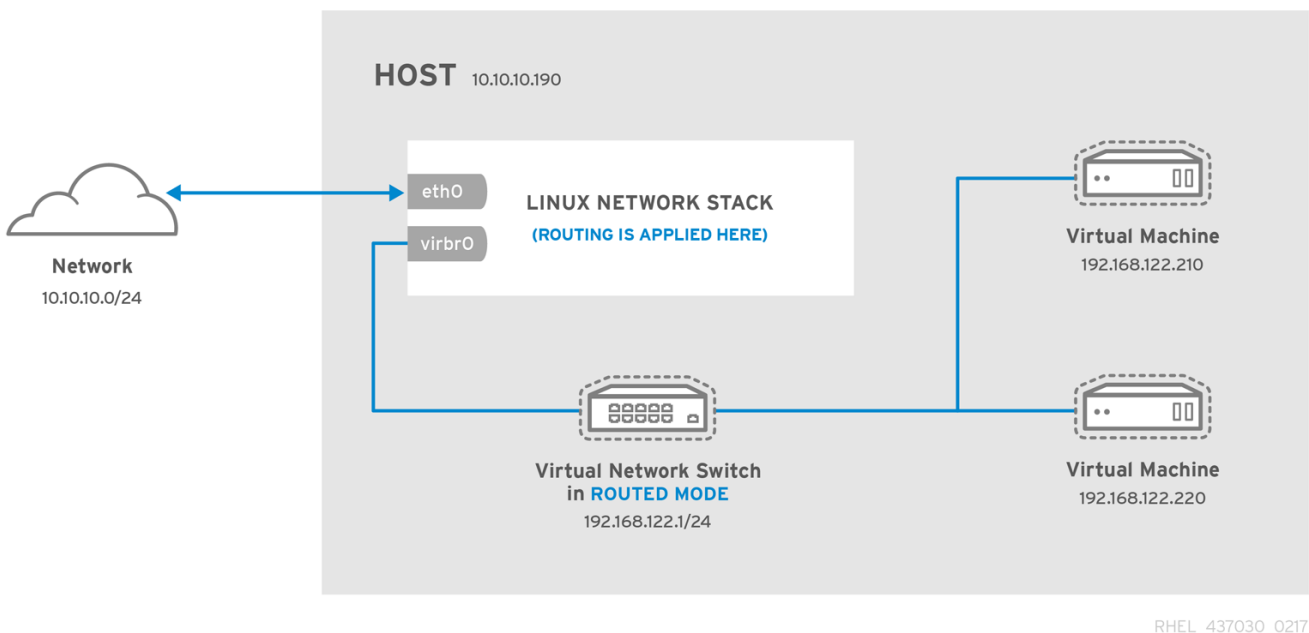 HOST 10.10.10.190
eth0
LINUX NETWORK STACK
(ROUTING IS APPLIED HERE)
virbr0
Network
10.10.10.0/24
Virtual Machine
192.168.122.210
Virtual Network Switch
in ROUTED MODE
192.168.122.1/24
Virtual Machine
192.168.122.220
RHEL 437030 0217